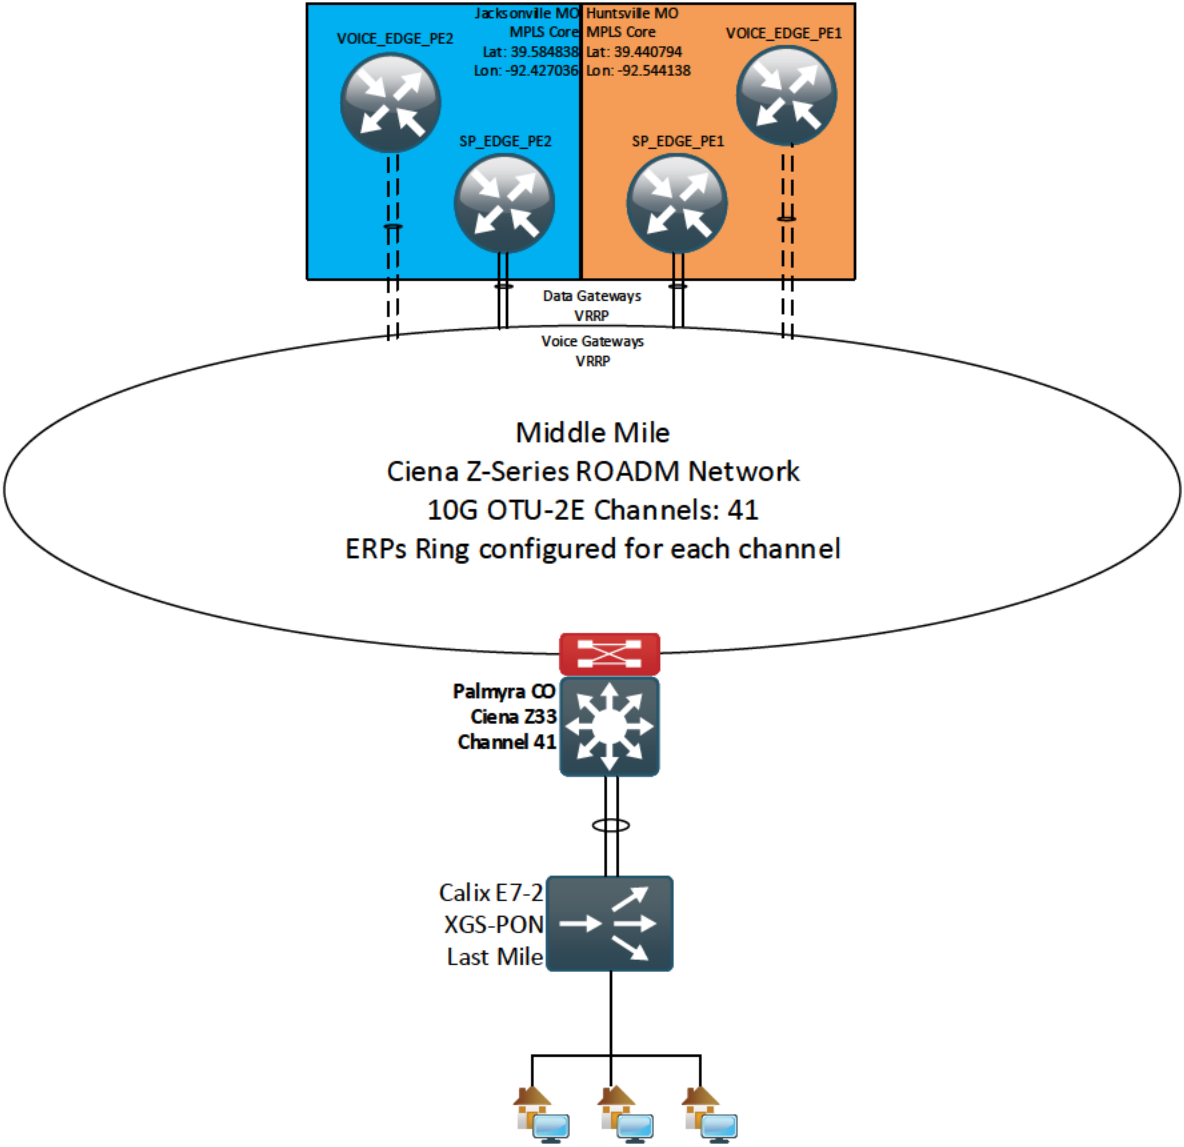 Jacksonville MO
MPLS Core
Lat: 39.584838
Lon: -92.427036
Huntsville MO
MPLS Core
Lat: 39.440794
Lon: -92.544138
VOICE_EDGE_PE2
VOICE_EDGE_PE1
SP_EDGE_PE2
SP_EDGE_PE1
Data Gateways
VRRP
Voice Gateways
VRRP
Middle Mile
Ciena Z-Series ROADM Network
10G OTU-2E Channels: 41
ERPs Ring configured for each channel
Palmyra CO
Ciena Z33
Channel 41
Calix E7-2
XGS-PON
Last Mile